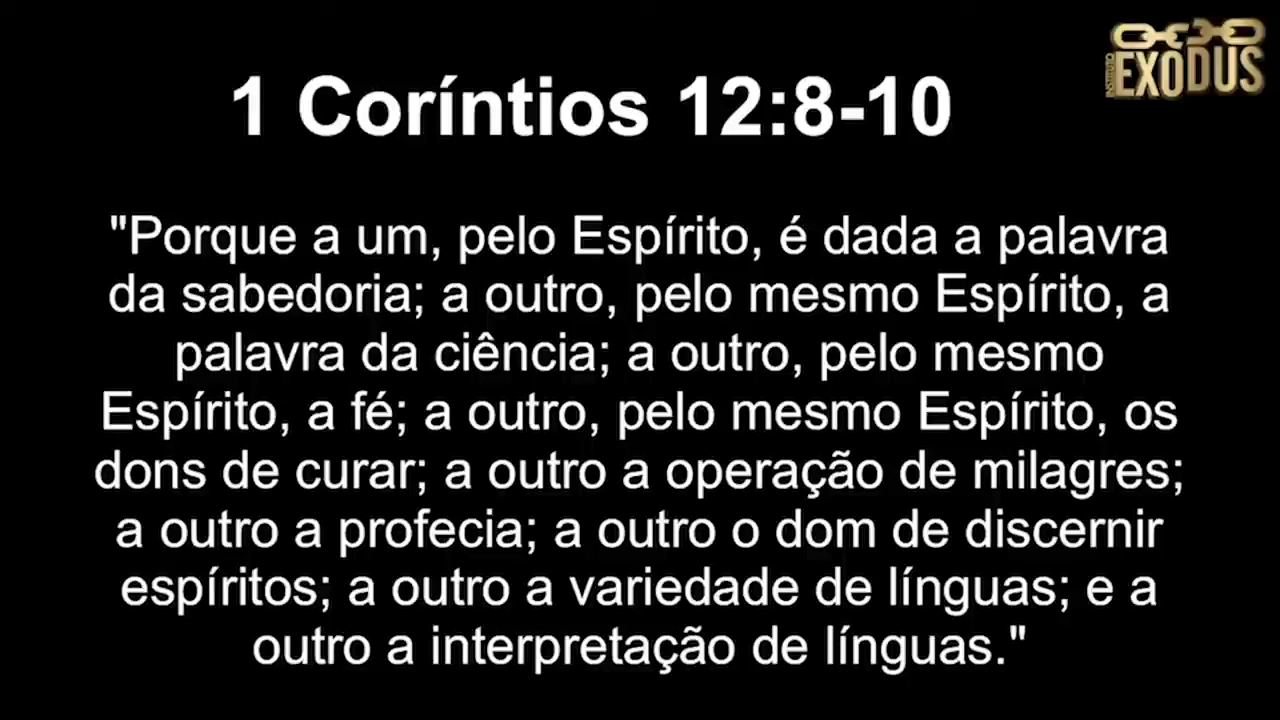 EXODUS
1 Coríntios 12:8-10
"Porque a um, pelo Espírito, é dada a palavra
da sabedoria; a outro, pelo mesmo Espírito, a
palavra da ciência; a outro, pelo mesmo
Espírito, a fé; a outro, pelo mesmo Espírito, os
dons de curar; a outro a operação de milagres;
a outro a profecia; a outro o dom de discernir
espíritos; a outro a variedade de línguas; e a
outro a interpretação de línguas."